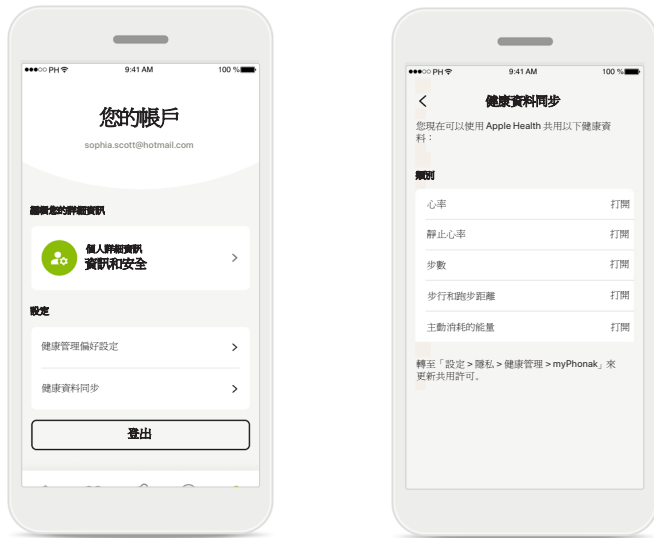 PH
9:41 AM
100 %
您的帳戶
sophia.scott@hotmail.com
編輯您的詳細資訊
個人詳細資訊
資訊和安全
設定
健康管理偏好設定
健康資料同步
登出
PH
9:41 AM
100 %
健康資料同步
您現在可以使用 Apple Health 共用以下健康資
料：
類別
心率 打開
靜止心率 打開
步數 打開
步行和跑步距離 打開
主動消耗的能量 打開
轉至「設定 > 隱私 > 健康管理 > myPhonak」來
更新共用許可。